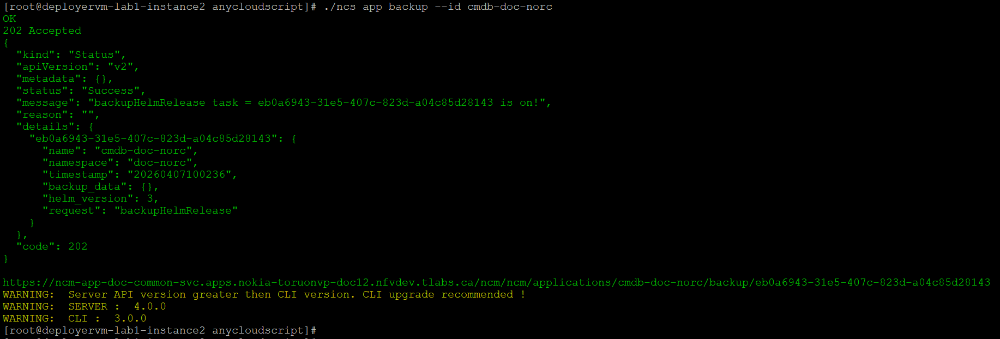 [root@deployervm-lab1-instance2 anycloudscript]# ./ncs app backup --id cmdb-doc-norc
OK
202 Accepted
{
  "kind": "Status",
  "apiVersion": "v2",
  "metadata": {},
  "status": "Success",
  "message": "backupHelmRelease task = eb0a6943-31e5-407c-823d-a04c85d28143 is on!",
  "reason": "",
  "details": {
    "eb0a6943-31e5-407c-823d-a04c85d28143": {
      "name": "cmdb-doc-norc",
      "namespace": "doc-norc",
      "timestamp": "20260407100236",
      "backup_data": {},
      "helm_version": 3,
      "request": "backupHelmRelease"
    }
  },
  "code": 202
}
https://ncm-app-doc-common-svc.apps.nokia-toruonvp-doc12.nfvdev.tlabs.ca/ncm/ncm/applications/cmdb-doc-norc/backup/eb0a6943-31e5-407c-823d-a04c85d28143
WARNING:  Server API version greater then CLI version. CLI upgrade recommended !
WARNING:  SERVER :  4.0.0
WARNING:  CLI :  3.0.0
[root@deployervm-lab1-instance2 anycloudscript]#